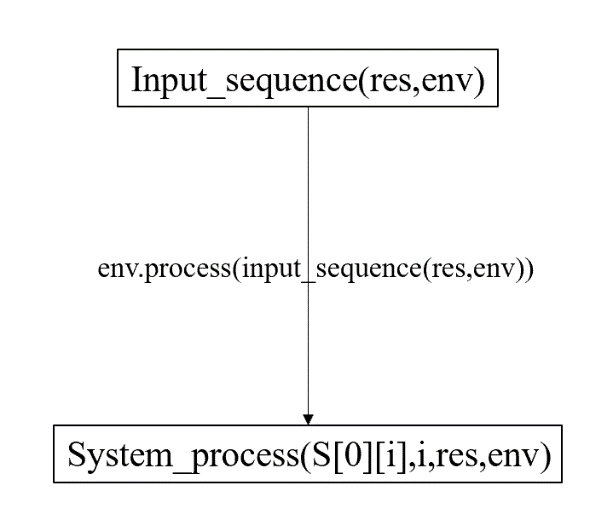 Input_sequence(res,env)
env.process(input_sequence(res,env))
System_process(S[0][i],i,res,env)